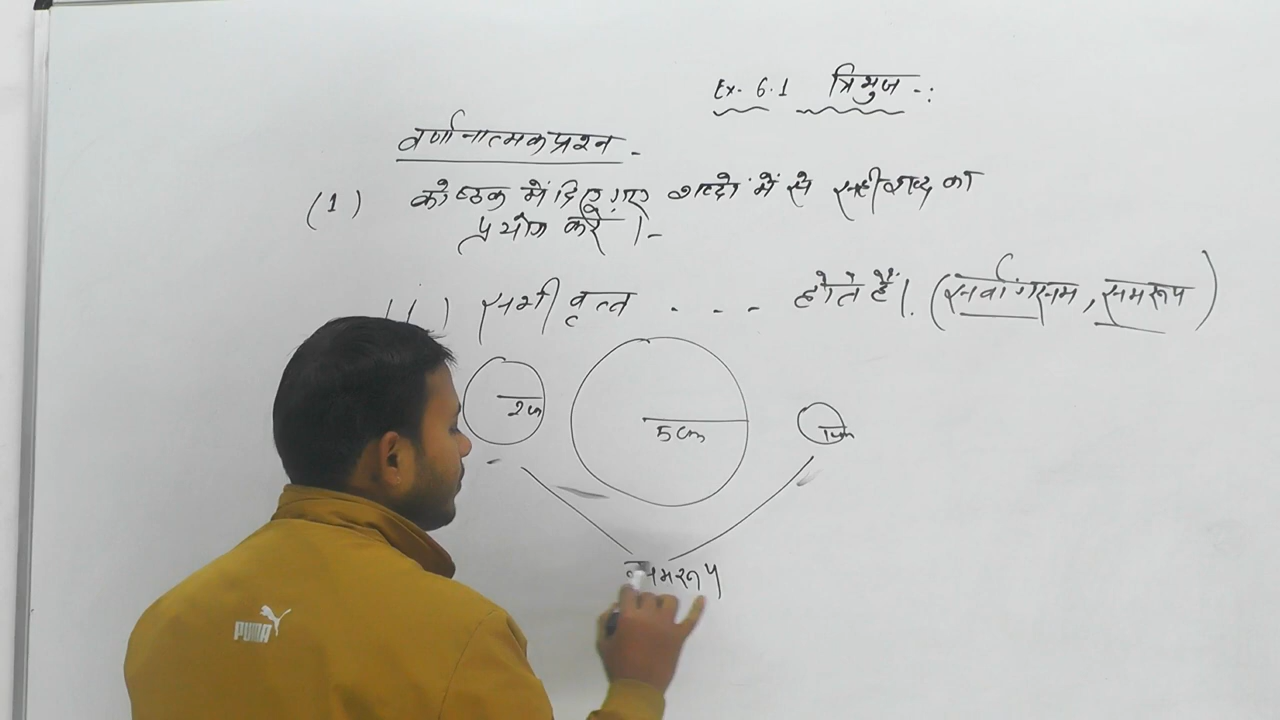 Ex. 6.1 त्रिभुज -:
वर्णानात्मक प्रश्न -
(1) कोष्ठक में दिए गए शब्दों में से सही शब्द का
प्रयोग करें।-
(i) सभी वृत्त . - - होते हैं। (सर्वांगसम, समरूप)
2cm
5cm
1cm
समरूप
PUMA